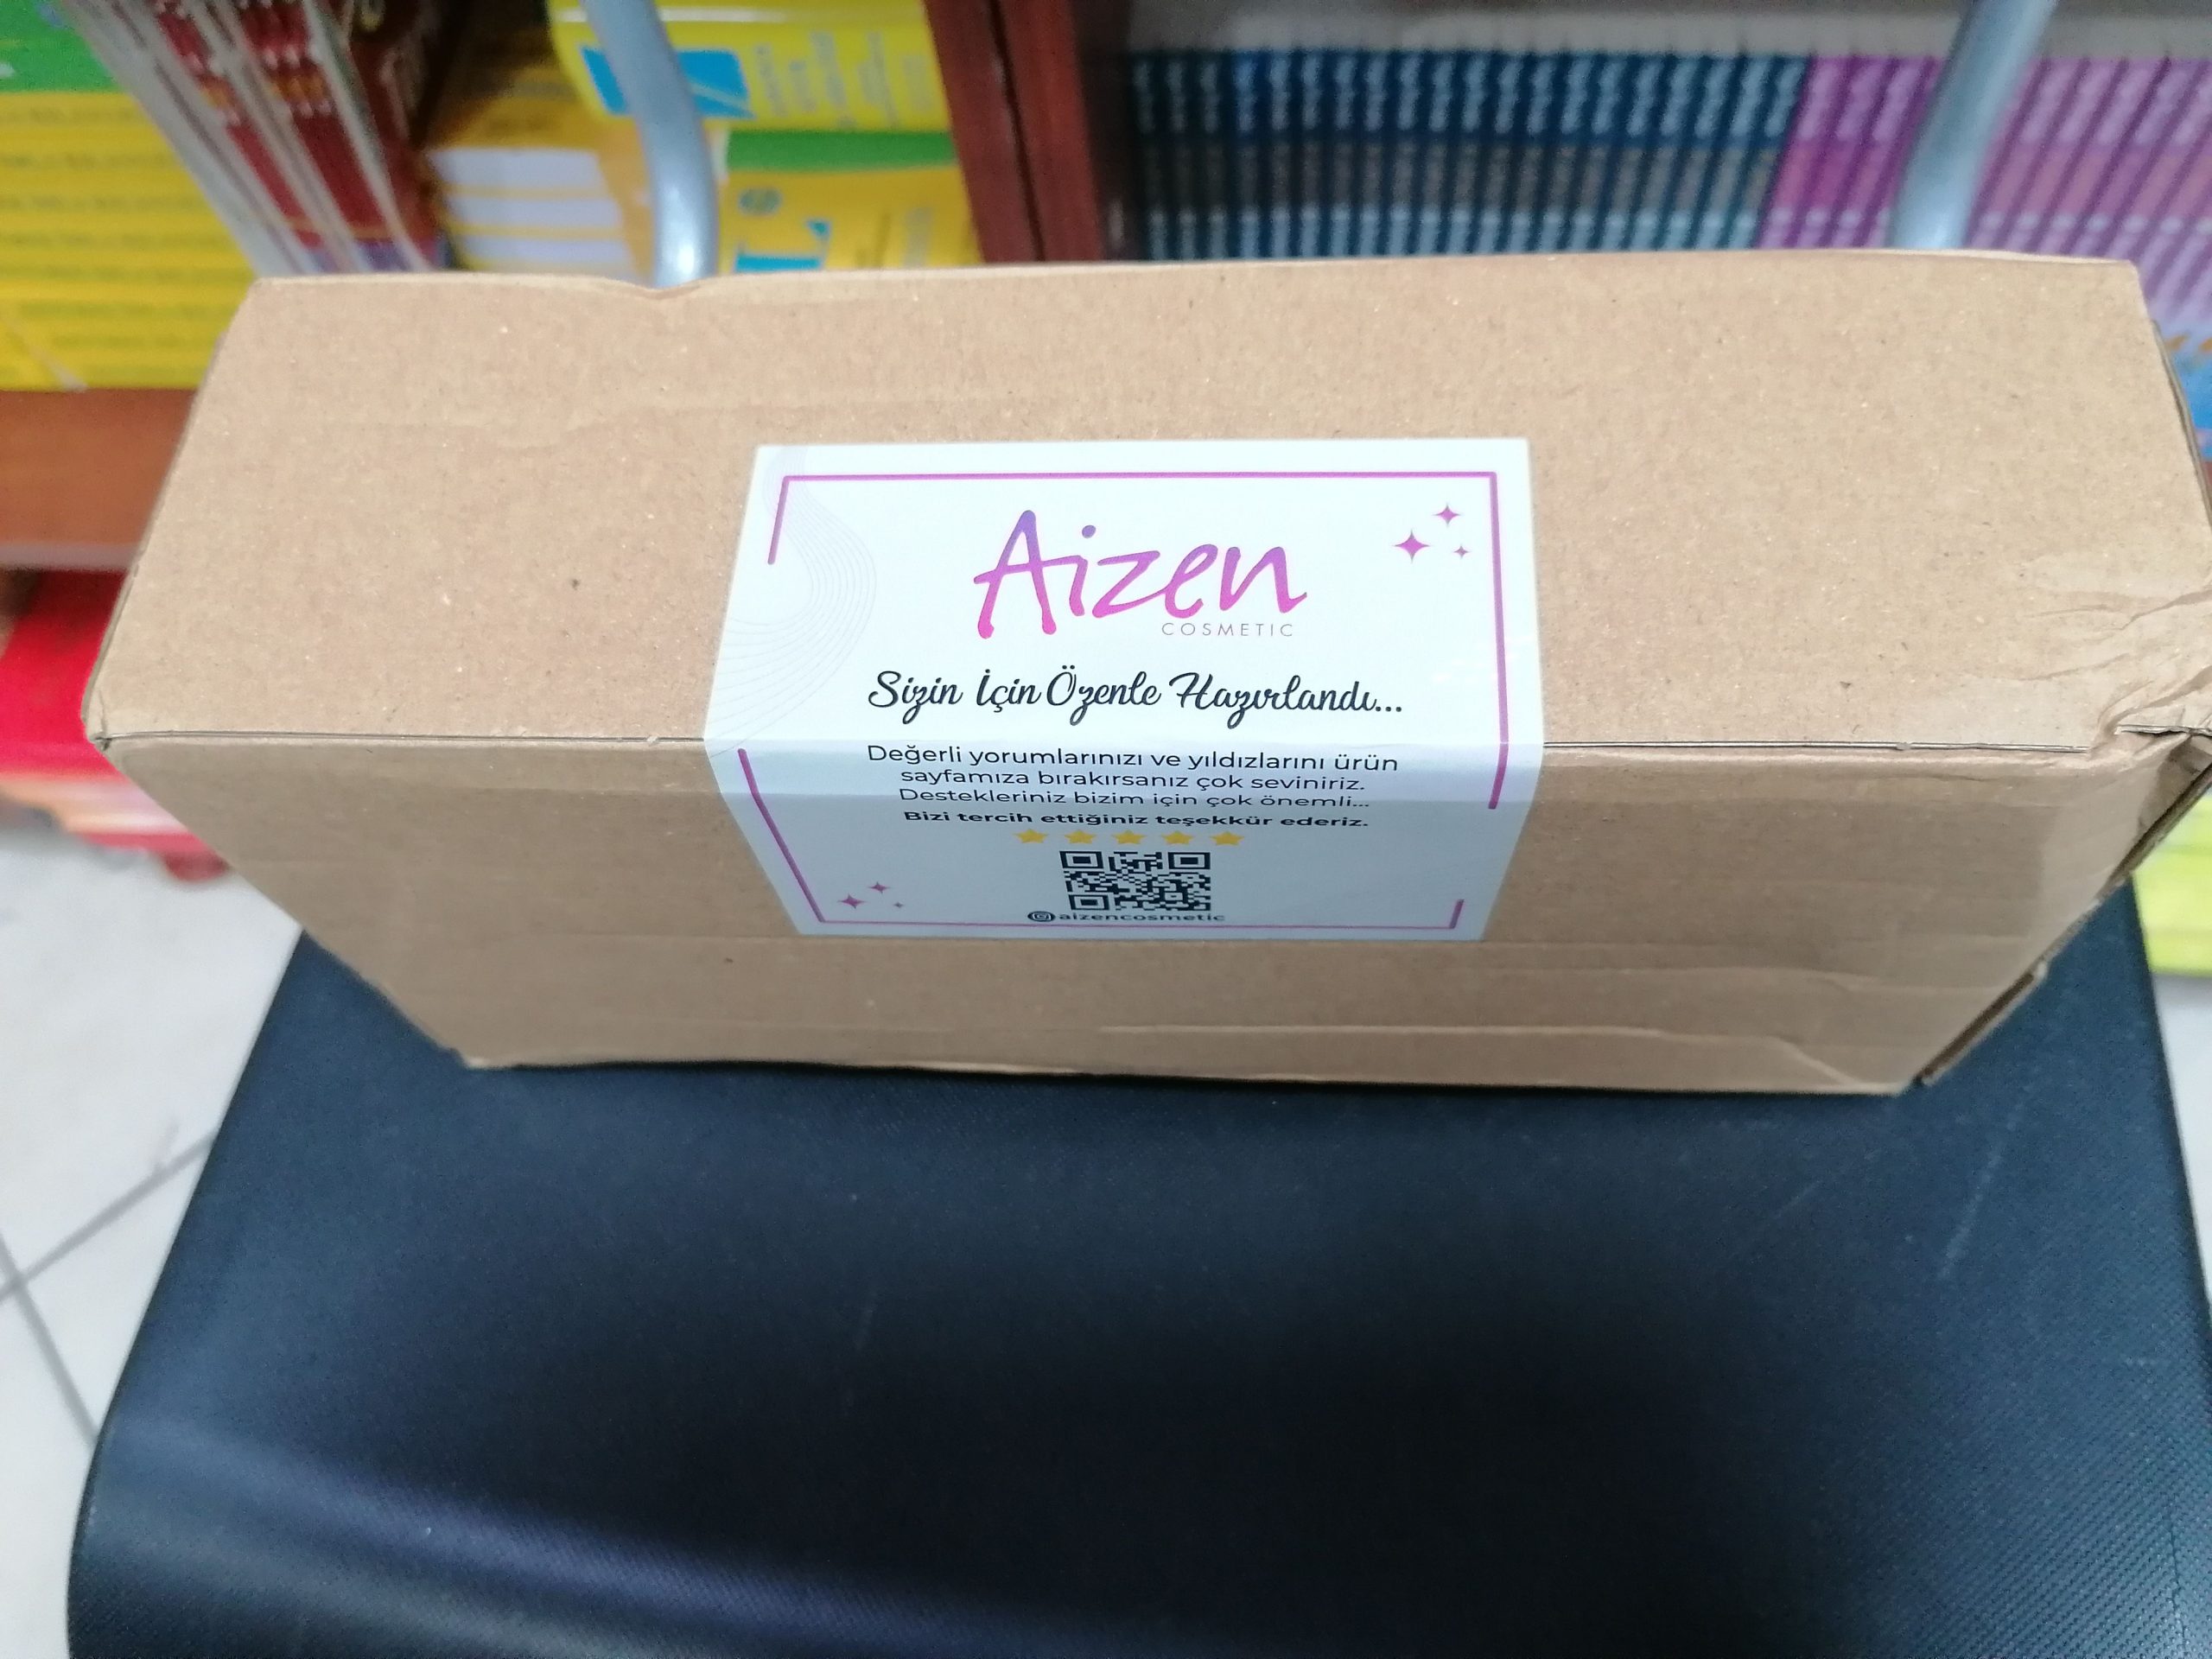 Aizen
COSMETIC
Sizin İçin Özenle Hazırlandı...
Değerli yorumlarınızı ve yıldızlarını ürün
sayfamıza bırakırsanız çok seviniriz.
Destekleriniz bizim için çok önemli...
Bizi tercih ettiğiniz teşekkür ederiz.
aizencosmetic